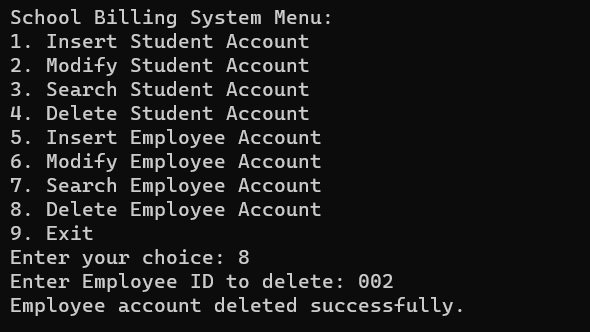 School Billing System Menu:
1. Insert Student Account
2. Modify Student Account
3. Search Student Account
4. Delete Student Account
5. Insert Employee Account
6. Modify Employee Account
7. Search Employee Account
8. Delete Employee Account
9. Exit
Enter your choice: 8
Enter Employee ID to delete: 002
Employee account deleted successfully.